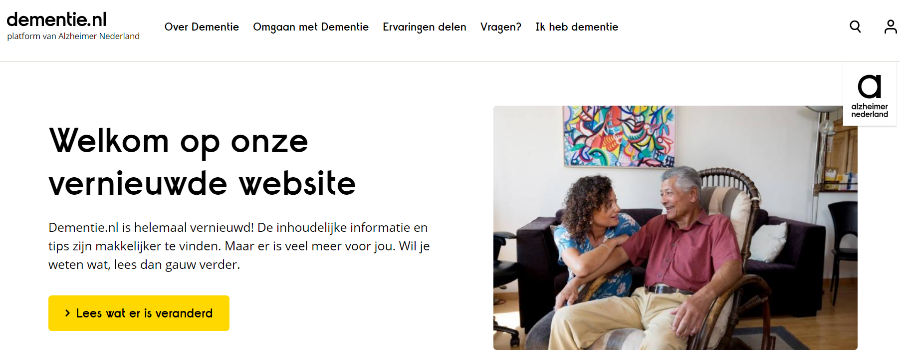 dementie.nl
platform van Alzheimer Nederland
Over Dementie Omgaan met Dementie Ervaringen delen Vragen? Ik heb dementie
alzheimer
nederland
Welkom op onze
vernieuwde website
Dementie.nl is helemaal vernieuwd! De inhoudelijke informatie en
tips zijn makkelijker te vinden. Maar er is veel meer voor jou. Wil je
weten wat, lees dan gauw verder.
Lees wat er is veranderd